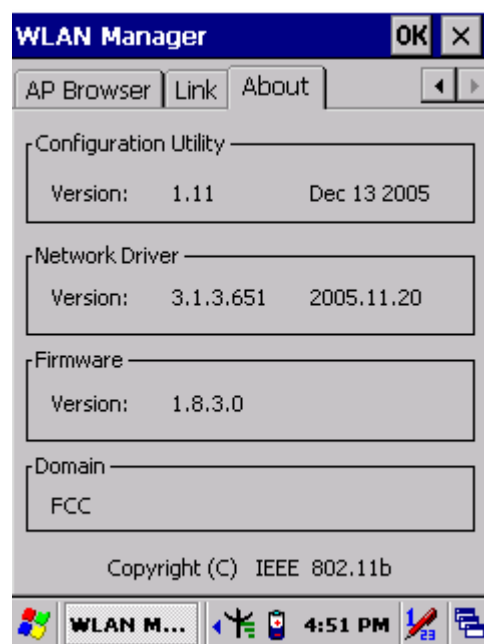 WLAN Manager OK ×
AP Browser Link About
Configuration Utility
Version: 1.11 Dec 13 2005
Network Driver
Version: 3.1.3.651 2005.11.20
Firmware
Version: 1.8.3.0
Domain
FCC
Copyright (C) IEEE 802.11b
WLAN M... 4:51 PM 1/23